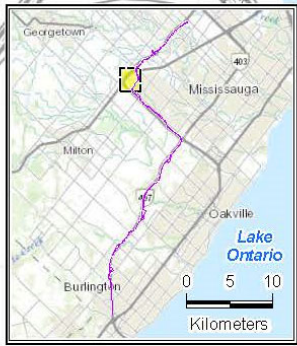 Georgetown
403
Mississauga
Milton
407
Oakville
Lake
Ontario
Burlington
0 5 10
Kilometers